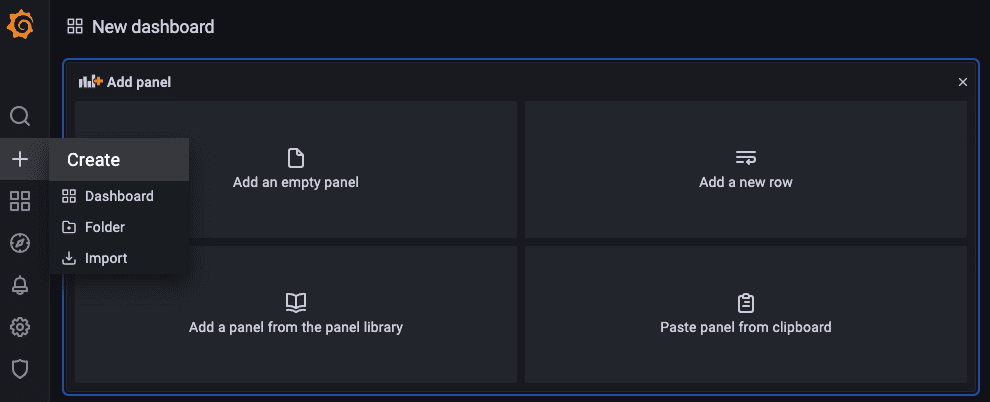 New dashboard
Add panel
Create
Dashboard
Folder
Import
Add an empty panel
Add a new row
Add a panel from the panel library
Paste panel from clipboard